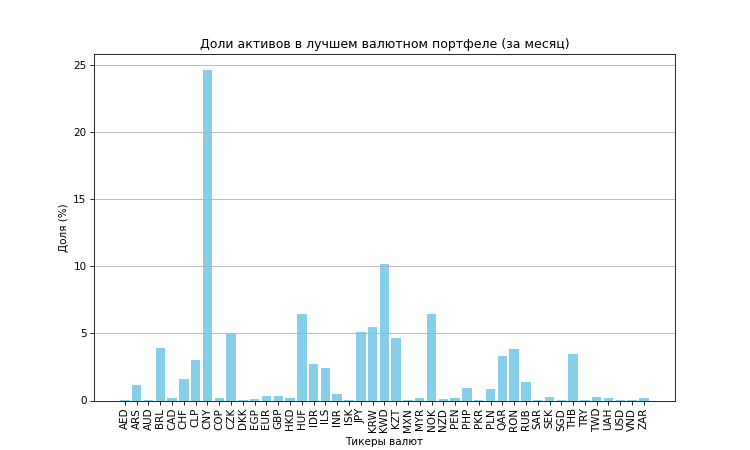 Доли активов в лучшем валютном портфеле (за месяц)
25
20
15
10
5
0
Доля (%)
AED ARS AUD BRL CAD CHF CLP CNY COP CZK DKK EGP EUR GBP HKD HUF IDR ILS INR ISK JPY KRW KWD KZT MXN MYR NOK NZD PEN PHP PKR PLN QAR RON RUB SAR SEK SGD THB TRY TWD UAH USD VND ZAR
Тикеры валют